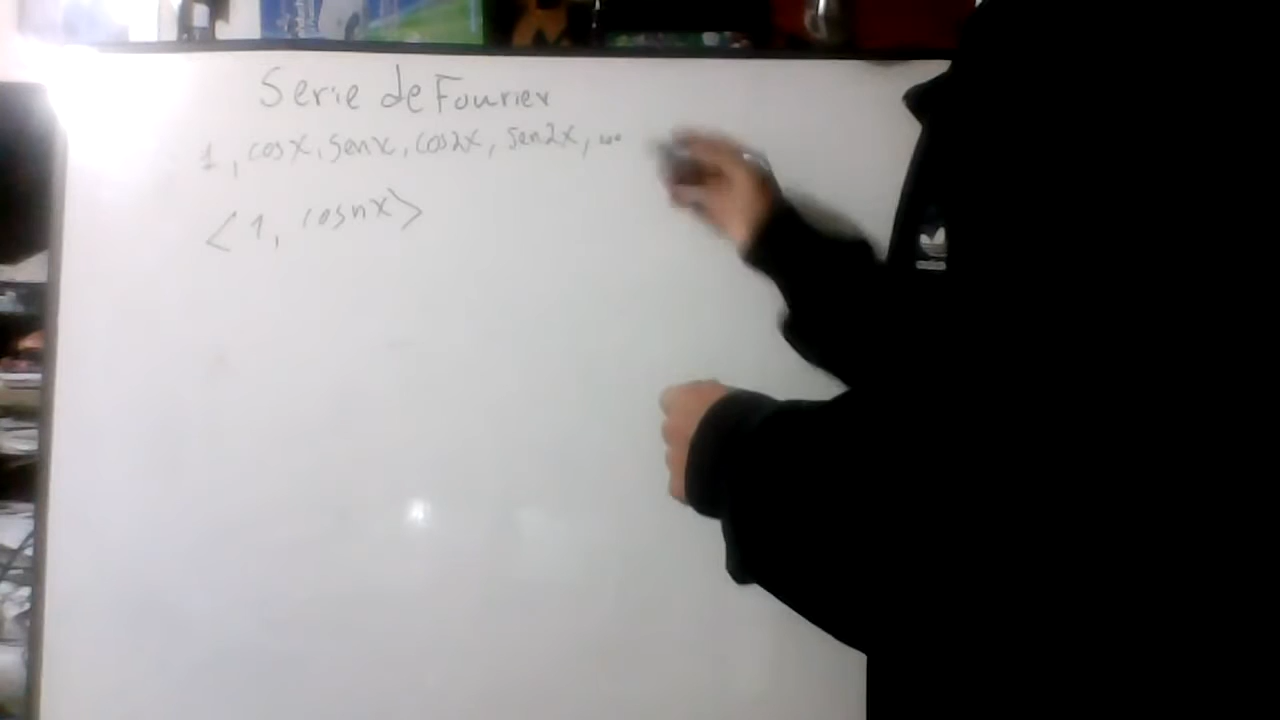 Serie de Fourier
1, cosx, senx, cos2x, sen2x, ...
< 1, cosnx >